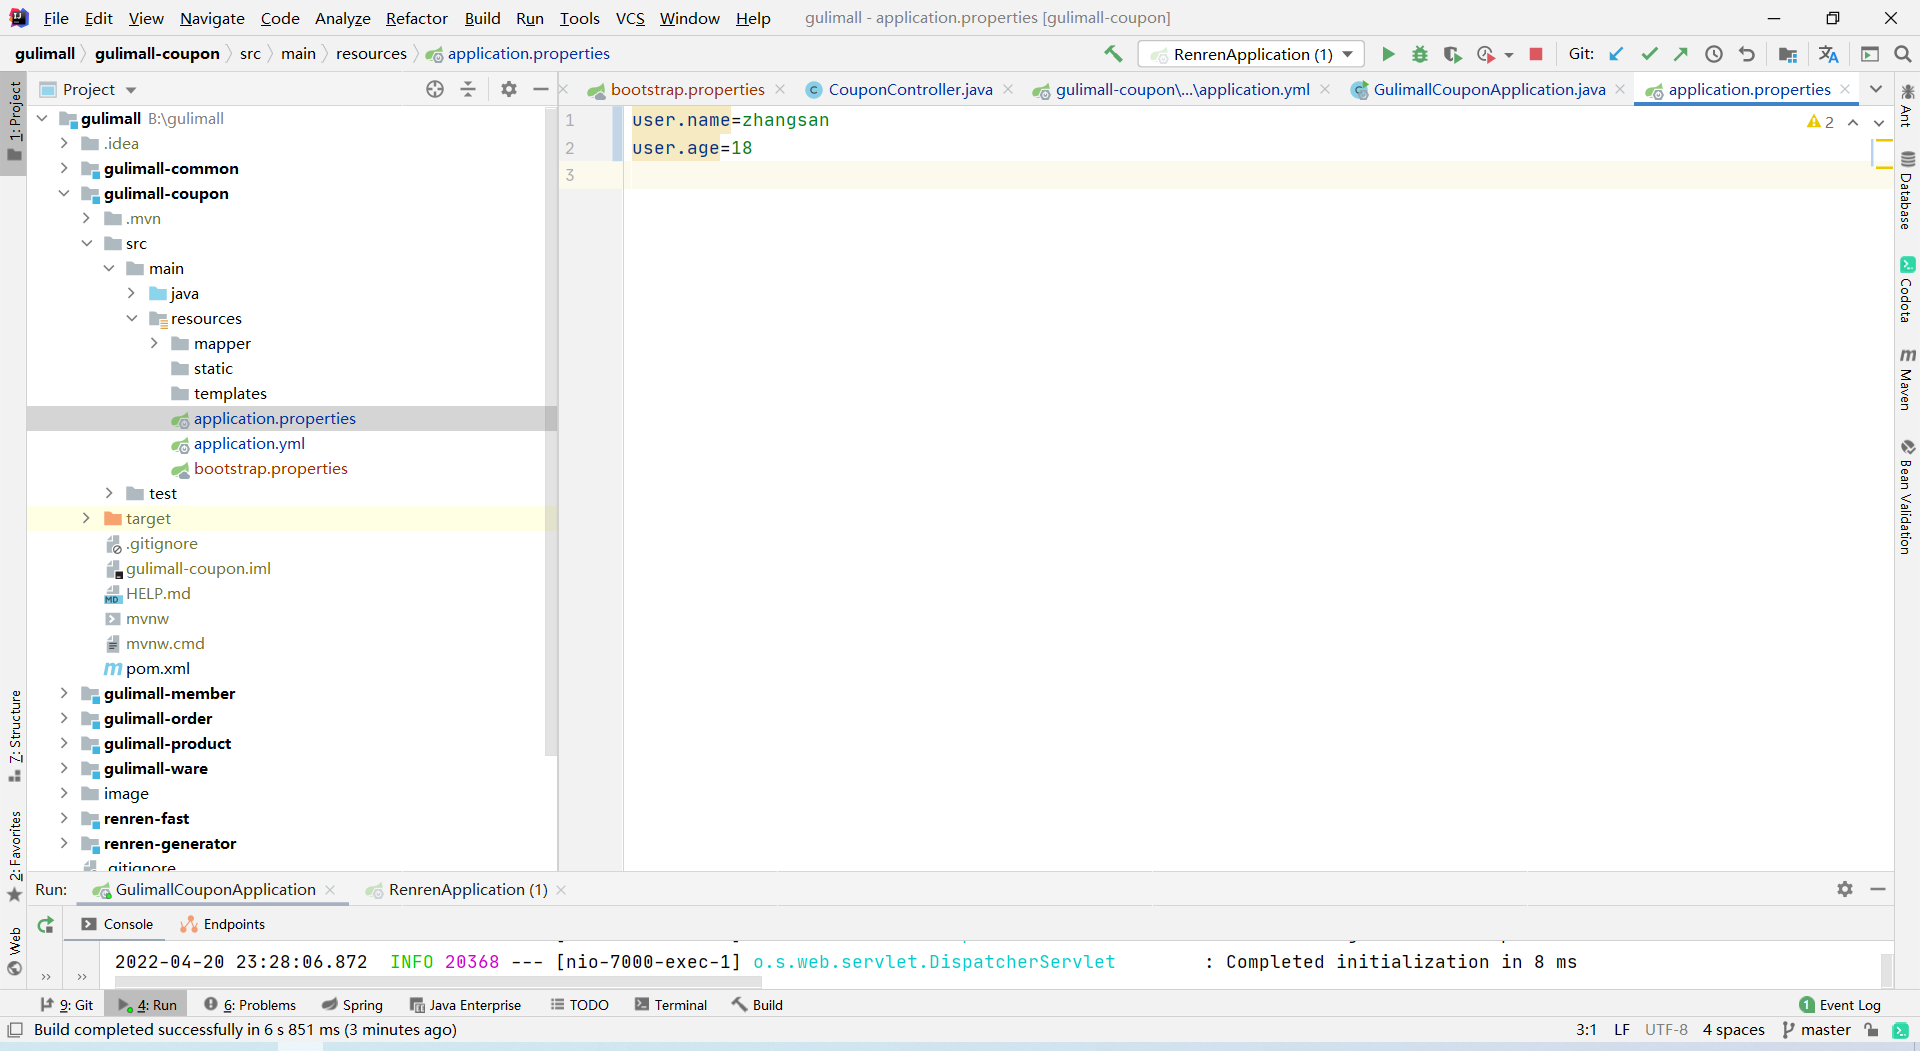 File Edit View Navigate Code Analyze Refactor Build Run Tools VCS Window Help gulimall - application.properties [gulimall-coupon]
gulimall gulimall-coupon src main resources application.properties RenrenApplication (1) Git:
1: Project
Project
bootstrap.properties CouponController.java gulimall-coupon\...\application.yml GulimallCouponApplication.java application.properties
gulimall B:\gulimall
.idea
gulimall-common
gulimall-coupon
.mvn
src
main
java
resources
mapper
static
templates
application.properties
application.yml
bootstrap.properties
test
target
.gitignore
gulimall-coupon.iml
HELP.md
mvnw
mvnw.cmd
pom.xml
gulimall-member
gulimall-order
gulimall-product
gulimall-ware
image
renren-fast
renren-generator
.gitignore
1 user.name=zhangsan
2 user.age=18
3
2
Ant
Database
Codota
Maven
Bean Validation
7: Structure
2: Favorites
Web
Run: GulimallCouponApplication RenrenApplication (1)
Console Endpoints
2022-04-20 23:28:06.872 INFO 20368 --- [nio-7000-exec-1] o.s.web.servlet.DispatcherServlet : Completed initialization in 8 ms
9: Git 4: Run 6: Problems Spring Java Enterprise TODO Terminal Build 1 Event Log
Build completed successfully in 6 s 851 ms (3 minutes ago) 3:1 LF UTF-8 4 spaces master